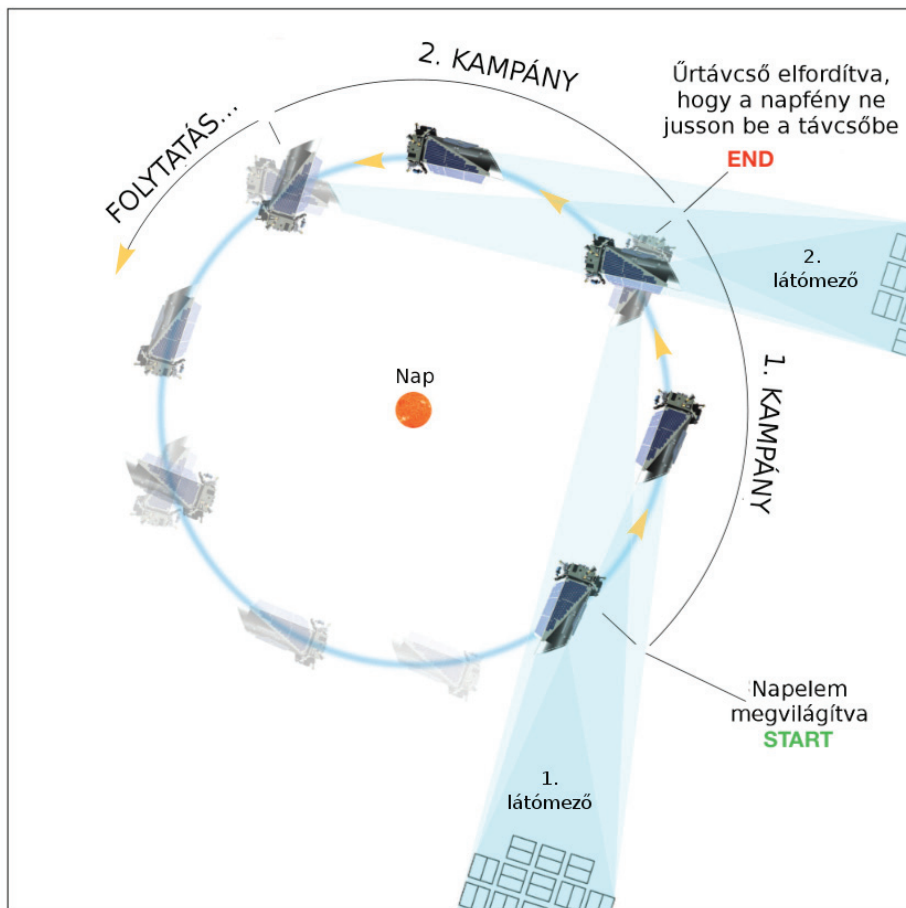 2. KAMPÁNY
Űrtávcső elfordítva,
hogy a napfény ne
jusson be a távcsőbe
END
FOLYTATÁS...
2.
látómező
1. KAMPÁNY
Nap
Napelem
megvilágítva
START
1.
látómező